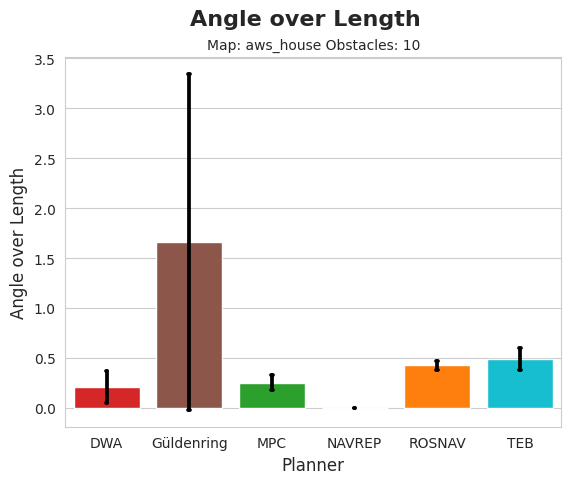 Angle over Length
Map: aws_house Obstacles: 10
Angle over Length
3.5
3.0
2.5
2.0
1.5
1.0
0.5
0.0
DWA Güldenring MPC NAVREP ROSNAV TEB
Planner